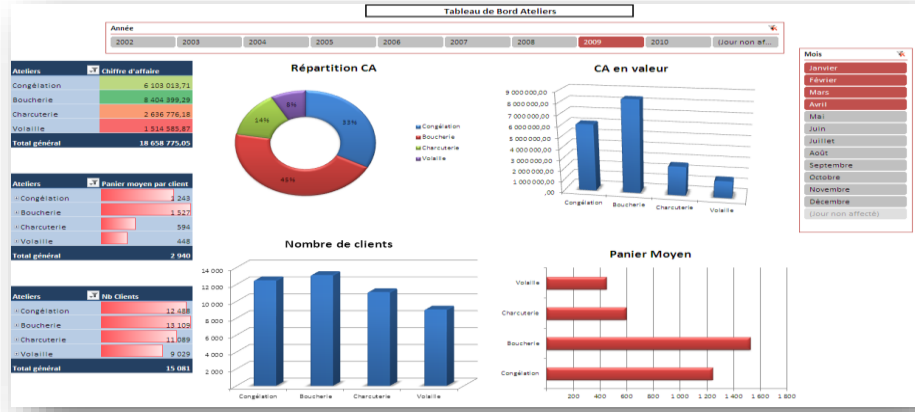 Tableau de Bord Ateliers
Année
2002 2003 2004 2005 2006 2007 2008 2009 2010 (Jour non af...
Mois
Janvier
Février
Mars
Avril
Mai
Juin
Juillet
Août
Septembre
Octobre
Novembre
Décembre
(Jour non affecté)
Ateliers Chiffre d'affaire
Congélation 6 103 013,71
Boucherie 8 404 399,29
Charcuterie 2 636 776,18
Volaille 1 514 585,87
Total général 18 658 775,05
Répartition CA
8%
14%
33%
45%
Congélation
Boucherie
Charcuterie
Volaille
CA en valeur
9 000 000,00
8 000 000,00
7 000 000,00
6 000 000,00
5 000 000,00
4 000 000,00
3 000 000,00
2 000 000,00
1 000 000,00
,00
Congélation Boucherie Charcuterie Volaille
Ateliers Panier moyen par client
Congélation 1 243
Boucherie 1 527
Charcuterie 594
Volaille 448
Total général 2 940
Ateliers Nb Clients
Congélation 12 488
Boucherie 13 109
Charcuterie 11 089
Volaille 9 029
Total général 15 081
Nombre de clients
14 000
12 000
10 000
8 000
6 000
4 000
2 000
Congélation Boucherie Charcuterie Volaille
Panier Moyen
Volaille
Charcuterie
Boucherie
Congélation
200 400 600 800 1 000 1 200 1 400 1 600 1 800